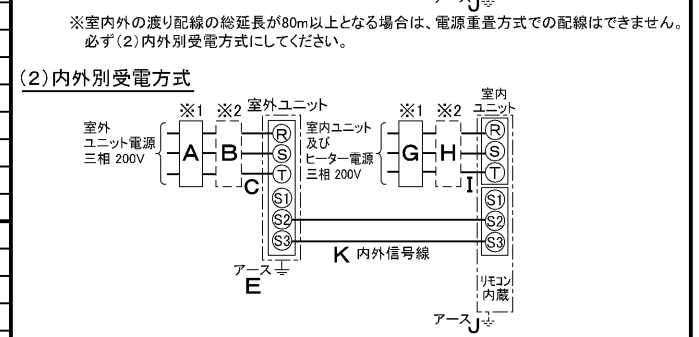 ※室内外の渡り配線の総延長が80m以上となる場合は、電源重畳方式での配線はできません。
必ず(2)内外別受電方式にしてください。
(2)内外別受電方式
※1 ※2 室外ユニット
室外
ユニット電源
三相 200V
A B
R
S
T
C
S1
S2
S3
アース
E
※1 ※2
室内
ユニット
室内ユニット
及び
ヒーター電源
三相 200V
G H
R
S
T
I
S1
S2
S3
K 内外信号線
リモコン
内蔵
アース J